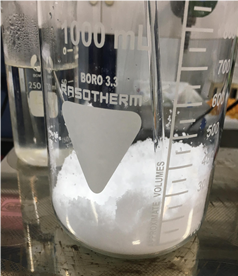 1000 mL
BORO 3.3
RASOTHERM
250
700
600
500
VOLUMES